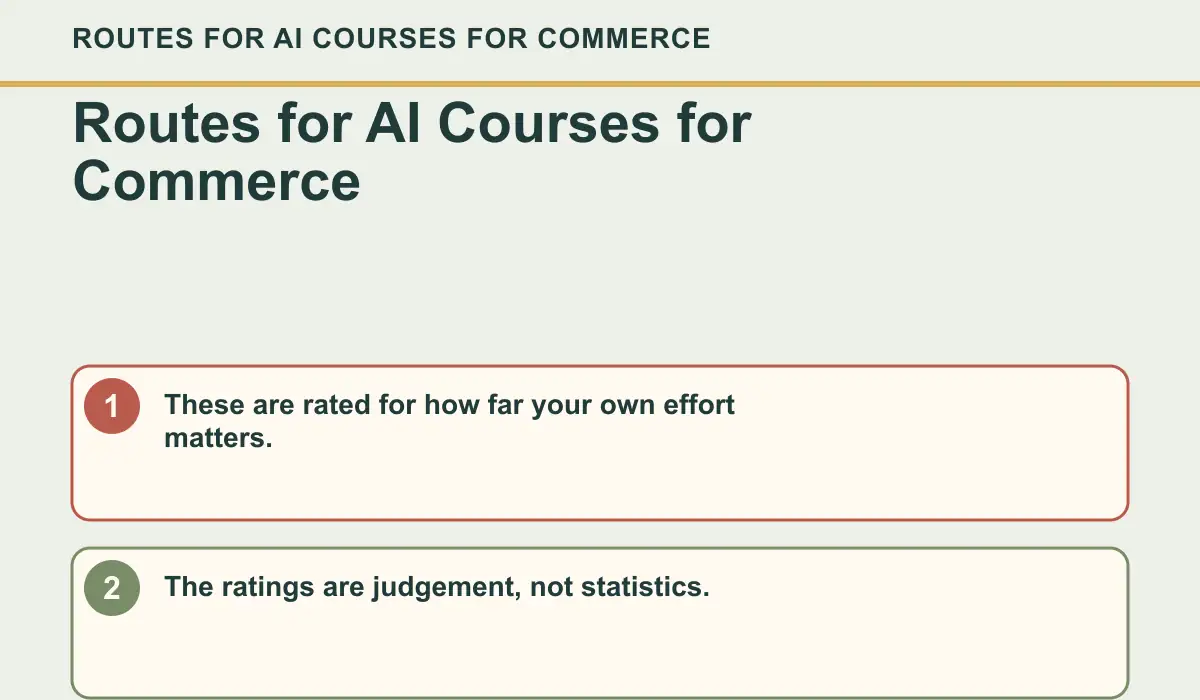 ROUTES FOR AI COURSES FOR COMMERCE
Routes for AI Courses for
Commerce
1
These are rated for how far your own effort
matters.
2
The ratings are judgement, not statistics.